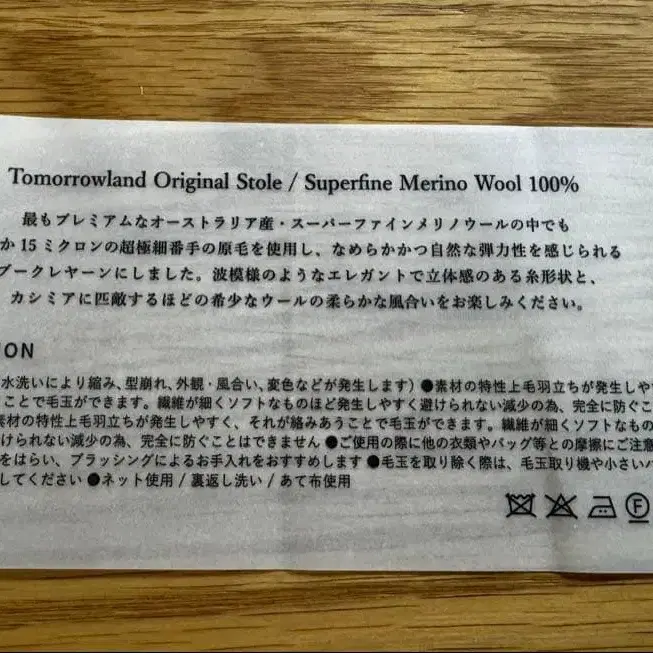 Tomorrowland Original Stole / Superfine Merino Wool 100%
最もプレミアムなオーストラリア産・スーパーファインメリノウールの中でも
か 15 ミクロンの超極細番手の原毛を使用し、なめらかかつ自然な弾力性を感じられる
ブークレヤーンにしました。波模様のようなエレガントで立体感のある糸形状と、
カシミアに匹敵するほどの希少なウールの柔らかな風合いをお楽しみください。
ION
水洗いにより縮み、型崩れ、外観・風合い、変色などが発生します) ●素材の特性上毛羽立ちが発生しや
ことで毛玉ができます。繊維が細くソフトなものほど発生しやすく避けられない減少の為、完全に防ぐこ
素材の特性上毛羽立ちが発生しやすく、それが絡みあうことで毛玉ができます。繊維が細くソフトなもの
けられない減少の為、完全に防ぐことはできません ●ご使用の際に他の衣類やバッグ等との摩擦にご注意
をはらい、ブラッシングによるお手入れをおすすめします ●毛玉を取り除く際は、毛玉取り機や小さいハ
してください ●ネット使用 / 裏返し洗い / あて布使用
F